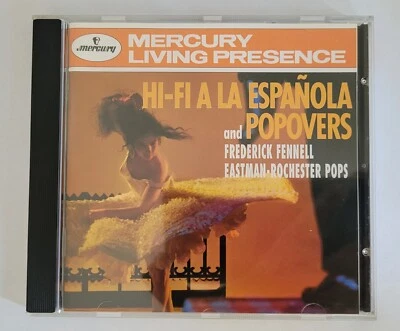 mercury
MERCURY
LIVING PRESENCE
HI-FI A LA ESPAÑOLA
and POPOVERS
FREDERICK FENNELL
EASTMAN-ROCHESTER POPS